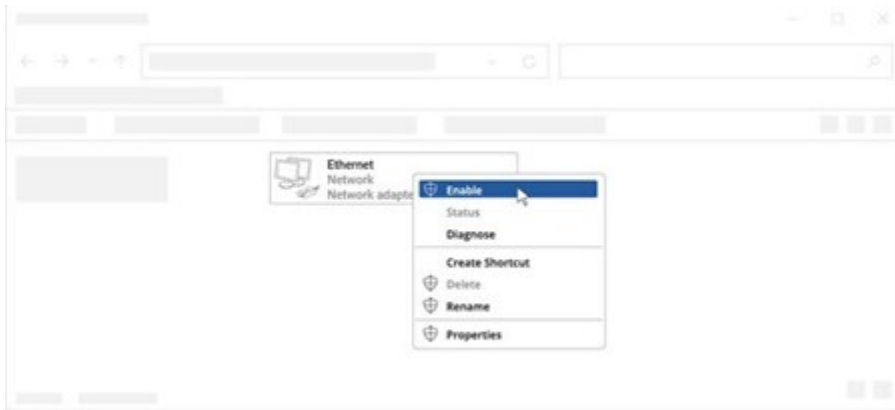 Ethernet
Network
Network adapte
Enable
Status
Diagnose
Create Shortcut
Delete
Rename
Properties